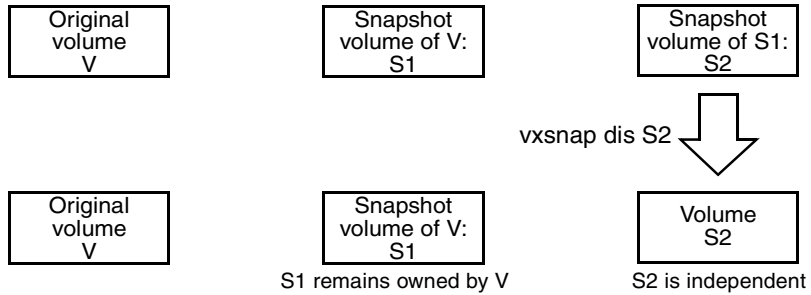 Original
volume
V
Snapshot
volume of V:
S1
Snapshot
volume of S1:
S2
vxsnap dis S2
Original
volume
V
Snapshot
volume of V:
S1
Volume
S2
S1 remains owned by V
S2 is independent